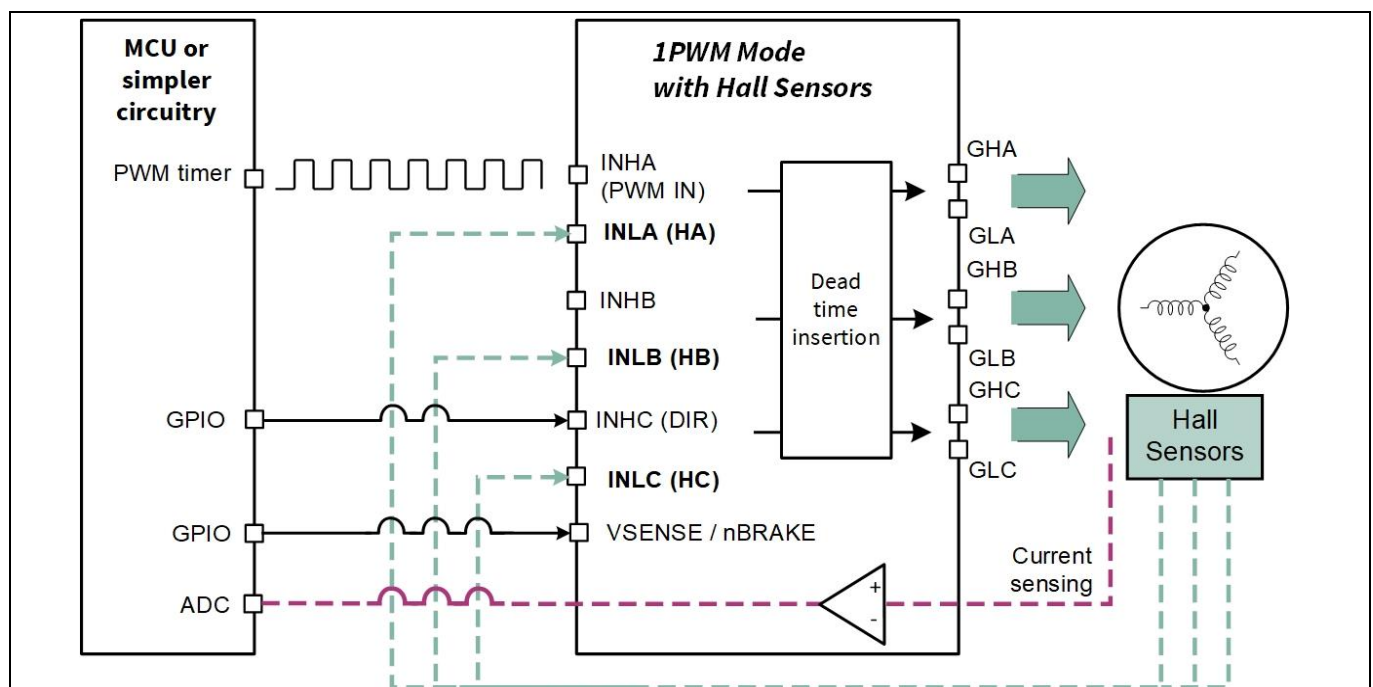 MCU or
simpler
circuitry
PWM timer
GPIO
GPIO
ADC
1PWM Mode
with Hall Sensors
INHA
(PWM IN)
INLA (HA)
INHB
INLB (HB)
INHC (DIR)
INLC (HC)
VSENSE / nBRAKE
Dead
time
insertion
+
-
GHA
GLA
GHB
GLB
GHC
GLC
Hall
Sensors
Current
sensing